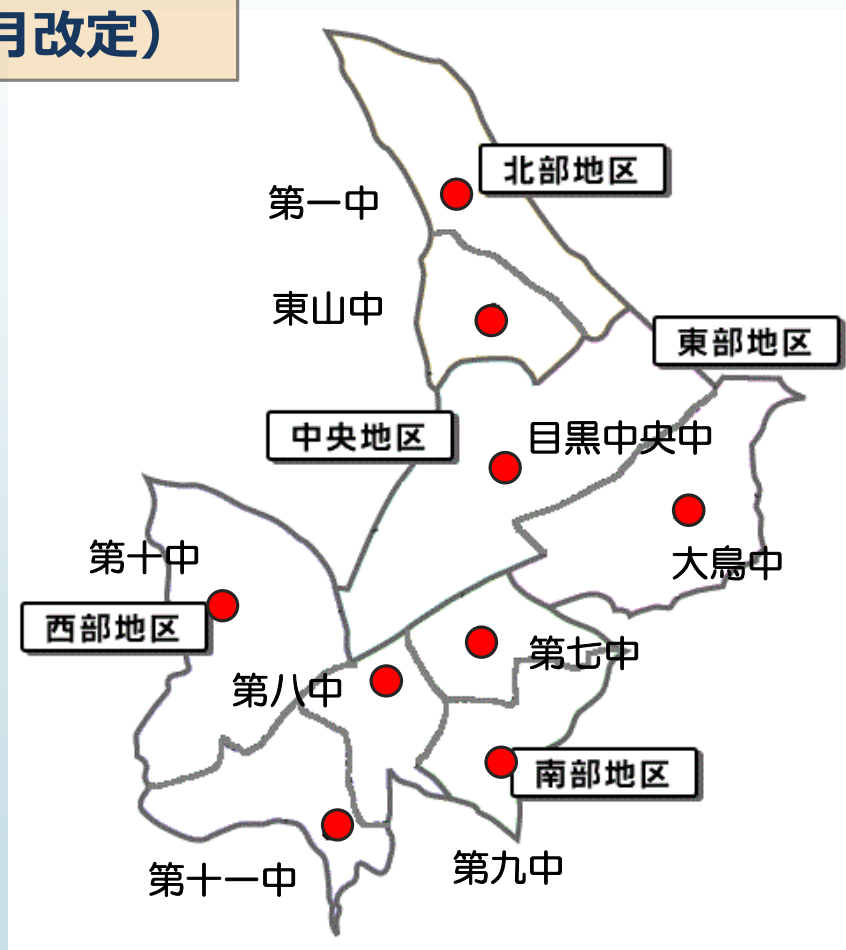 月改定）
北部地区
第一中
東山中
東部地区
中央地区
目黒中央中
第十中
大鳥中
西部地区
第七中
第八中
南部地区
第九中
第十一中